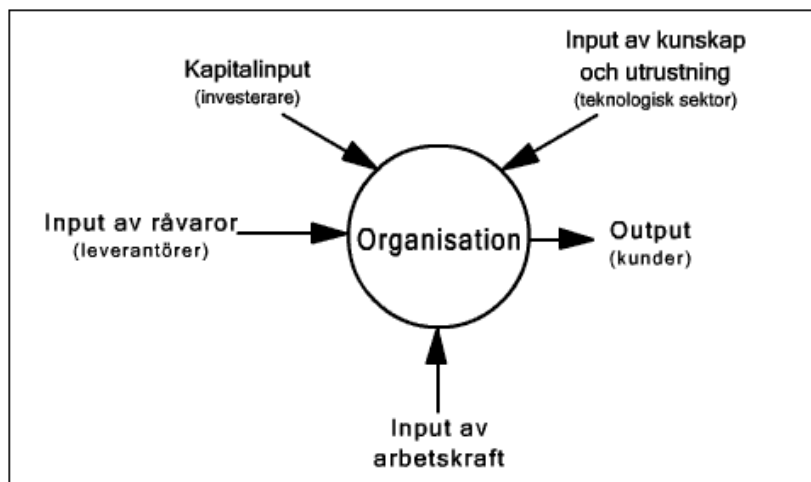 Kapitalinput
(investerare)
Input av kunskap
och utrustning
(teknologisk sektor)
Input av råvaror
(leverantörer)
Organisation
Output
(kunder)
Input av
arbetskraft